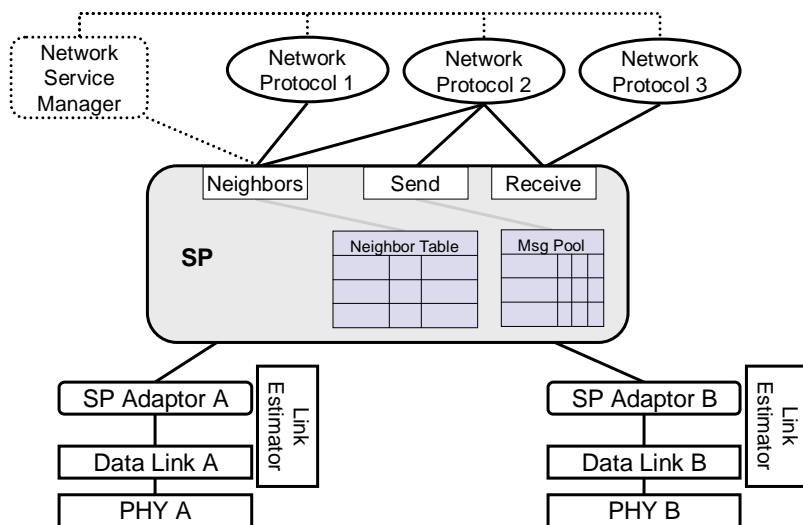 Network
Service
Manager
Network
Protocol 1
Network
Protocol 2
Network
Protocol 3
Neighbors
Send
Receive
SP
Neighbor Table
Msg Pool
SP Adaptor A
Link
Estimator
Data Link A
PHY A
SP Adaptor B
Link
Estimator
Data Link B
PHY B